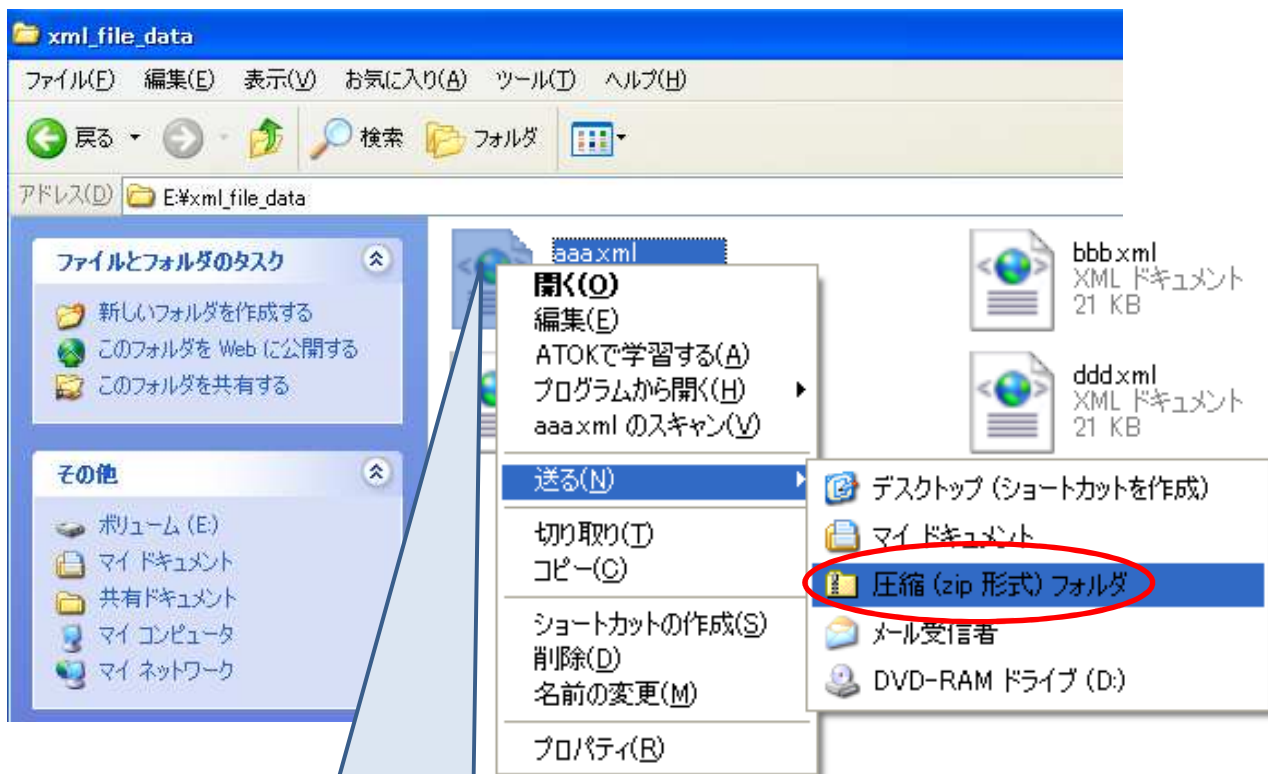 xml_file_data
ファイル(F) 編集(E) 表示(V) お気に入り(A) ツール(T) ヘルプ(H)
戻る 検索 フォルダ
アドレス(D) E:¥xml_file_data
ファイルとフォルダのタスク
新しいフォルダを作成する
このフォルダを Web に公開する
このフォルダを共有する
その他
ボリューム (E:)
マイ ドキュメント
共有ドキュメント
マイ コンピュータ
マイ ネットワーク
aaa.xml
bbb.xml
XML ドキュメント
21 KB
ddd.xml
XML ドキュメント
21 KB
開く(O)
編集(E)
ATOKで学習する(A)
プログラムから開く(H)
aaa.xml のスキャン(V)
送る(N)
切り取り(T)
コピー(C)
ショートカットの作成(S)
削除(D)
名前の変更(M)
プロパティ(R)
デスクトップ (ショートカットを作成)
マイ ドキュメント
圧縮 (zip 形式) フォルダ
メール受信者
DVD-RAM ドライブ (D:)